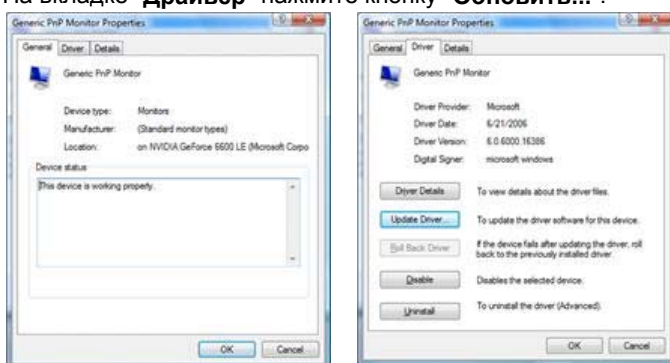 На вкладке "Драйвер" нажмите кнопку "Обновить...".
Generic PnP Monitor Properties
General Driver Details
Generic PnP Monitor
Device type: Monitors
Manufacturer: (Standard monitor types)
Location: on NVIDIA GeForce 6600 LE (Microsoft Corpo
Device status
This device is working properly.
OK Cancel
Generic PnP Monitor Properties
General Driver Details
Generic PnP Monitor
Driver Provider: Microsoft
Driver Date: 6/21/2006
Driver Version: 6.0.6000.16386
Digital Signer: microsoft windows
Driver Details To view details about the driver files.
Update Driver... To update the driver software for this device.
Roll Back Driver If the device fails after updating the driver, roll
back to the previously installed driver.
Disable Disables the selected device.
Uninstall To uninstall the driver (Advanced).
OK Cancel